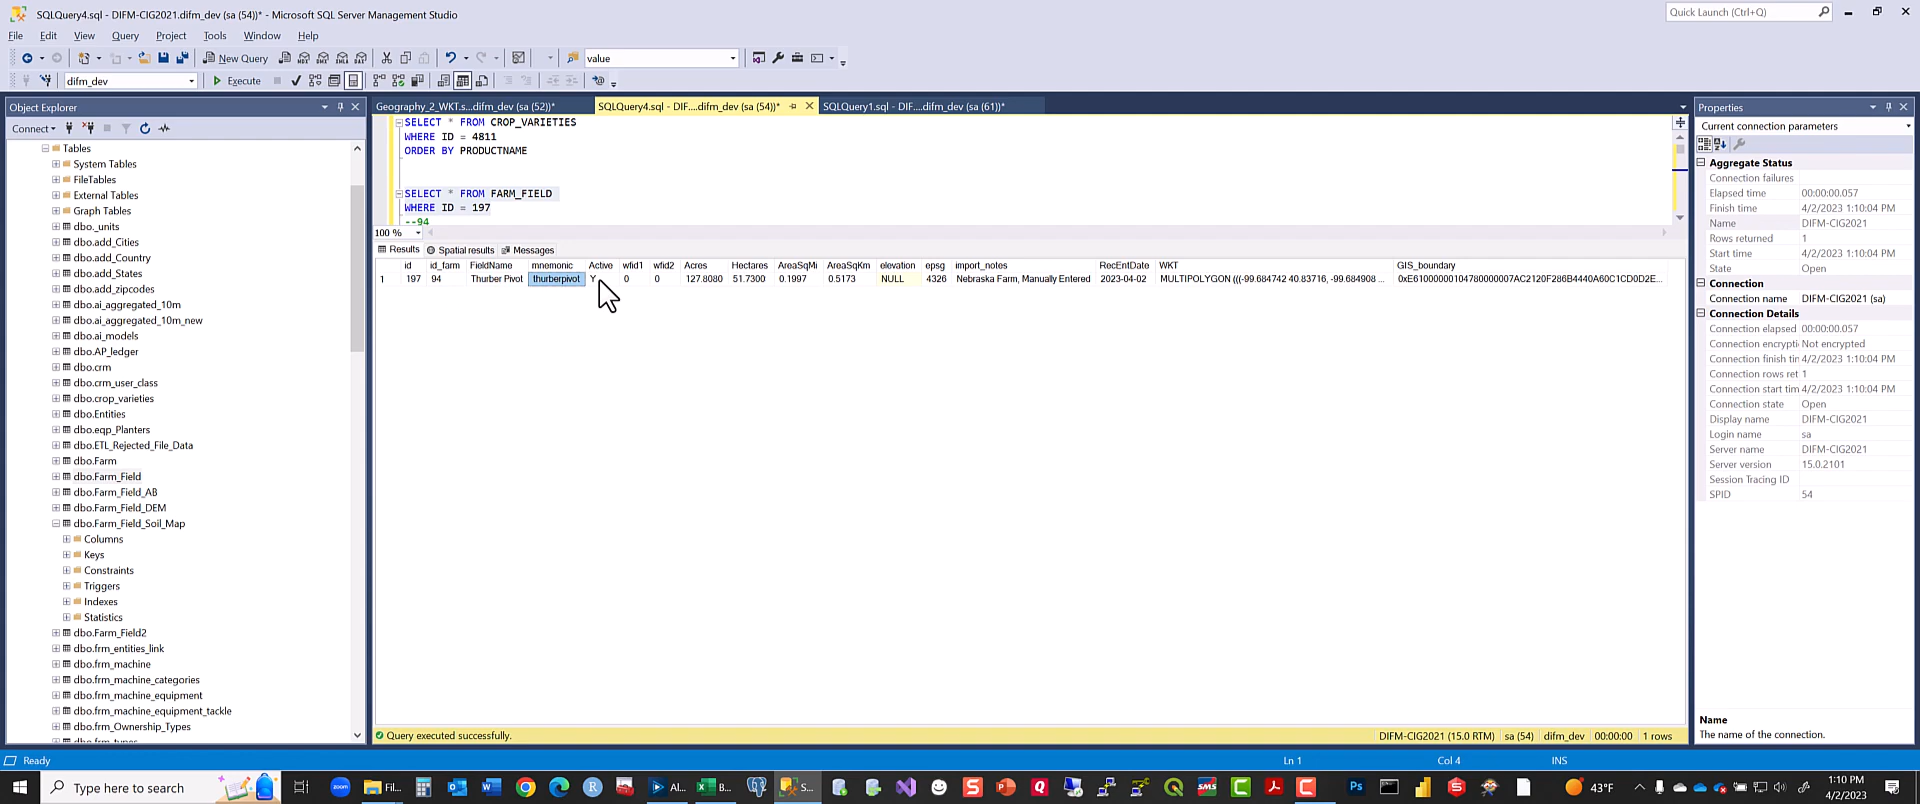 SQLQuery4.sql - DIFM-CIG2021.difm_dev (sa (54))* - Microsoft SQL Server Management Studio
Quick Launch (Ctrl+Q)
File Edit View Query Project Tools Window Help
New Query
value
difm_dev
Execute
Object Explorer
Connect
Tables
System Tables
FileTables
External Tables
Graph Tables
dbo._units
dbo.add_Cities
dbo.add_Country
dbo.add_States
dbo.add_zipcodes
dbo.ai_aggregated_10m
dbo.ai_aggregated_10m_new
dbo.ai_models
dbo.AP_ledger
dbo.crm
dbo.crm_user_class
dbo.crop_varieties
dbo.Entities
dbo.eqp_Planters
dbo.ETL_Rejected_File_Data
dbo.Farm
dbo.Farm_Field
dbo.Farm_Field_AB
dbo.Farm_Field_DEM
dbo.Farm_Field_Soil_Map
Columns
Keys
Constraints
Triggers
Indexes
Statistics
dbo.Farm_Field2
dbo.frm_entities_link
dbo.frm_machine
dbo.frm_machine_categories
dbo.frm_machine_equipment
dbo.frm_machine_equipment_tackle
dbo.frm_Ownership_Types
dbo.frm_types
Geography_2_WKT.s...difm_dev (sa (52))*
SQLQuery4.sql - DIF....difm_dev (sa (54))*
SQLQuery1.sql - DIF....difm_dev (sa (61))*
SELECT * FROM CROP_VARIETIES
WHERE ID = 4811
ORDER BY PRODUCTNAME
SELECT * FROM FARM_FIELD
WHERE ID = 197
--94
100 %
Results Spatial results Messages
id id_farm FieldName mnemonic Active wfid1 wfid2 Acres Hectares AreaSqMi AreaSqKm elevation epsg import_notes RecEntDate WKT GIS_boundary
1 197 94 Thurber Pivot thurberpivot Y 0 0 127.8080 51.7300 0.1997 0.5173 NULL 4326 Nebraska Farm, Manually Entered 2023-04-02 MULTIPOLYGON (((-99.684742 40.83716, -99.684908 ... 0xE6100000010478000000​7AC2120F286B4440A60C1CD0D2E...
Query executed successfully.
DIFM-CIG2021 (15.0 RTM) sa (54) difm_dev 00:00:00 1 rows
Properties
Current connection parameters
Aggregate Status
Connection failures
Elapsed time 00:00:00.057
Finish time 4/2/2023 1:10:04 PM
Name DIFM-CIG2021
Rows returned 1
Start time 4/2/2023 1:10:04 PM
State Open
Connection
Connection name DIFM-CIG2021 (sa)
Connection Details
Connection elapsed 00:00:00.057
Connection encrypti Not encrypted
Connection finish tin 4/2/2023 1:10:04 PM
Connection rows ret 1
Connection start tim 4/2/2023 1:10:04 PM
Connection state Open
Display name DIFM-CIG2021
Login name sa
Server name DIFM-CIG2021
Server version 15.0.2101
Session Tracing ID
SPID 54
Name
The name of the connection.
Ready
Ln 1 Col 4 INS
Type here to search
zoom
Fil...
Al...
B...
S...
43°F
1:10 PM
4/2/2023